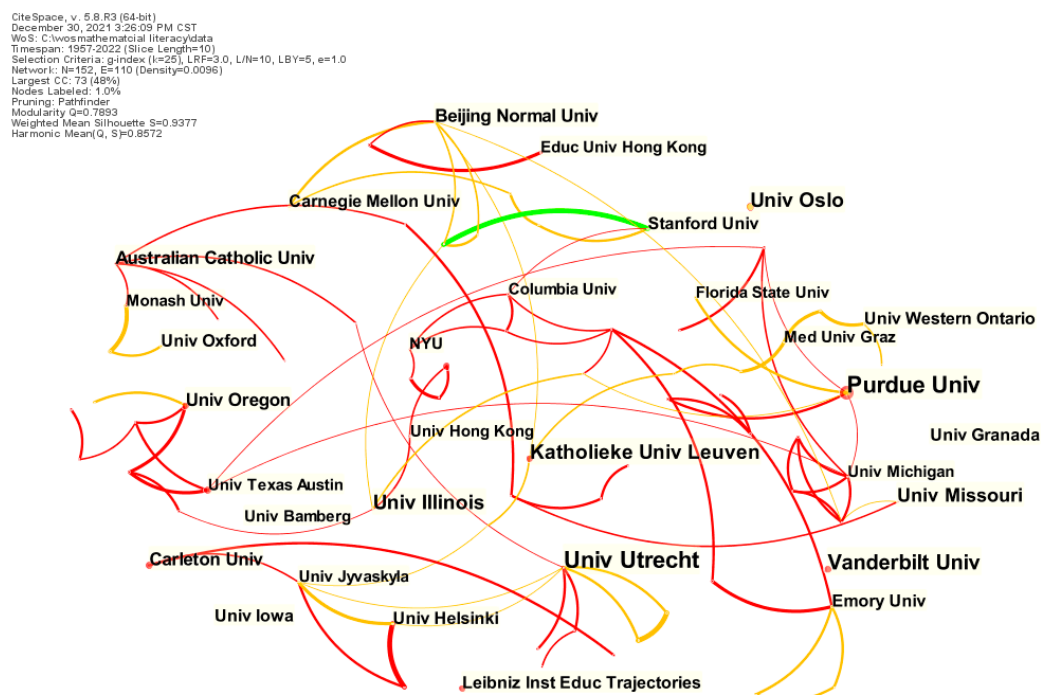 CiteSpace, v. 5.8.R3 (64-bit)
December 30, 2021 3:26:09 PM CST
WoS: C:\wosmathematcial literacy\data
Timespan: 1957-2022 (Slice Length=10)
Selection Criteria: g-index (k=25), LRF=3.0, L/N=10, LBY=5, e=1.0
Network: N=152, E=110 (Density=0.0096)
Largest CC: 73 (48%)
Nodes Labeled: 1.0%
Pruning: Pathfinder
Modularity Q=0.7893
Weighted Mean Silhouette S=0.9377
Harmonic Mean(Q, S)=0.8572
Beijing Normal Univ
Educ Univ Hong Kong
Carnegie Mellon Univ
Univ Oslo
Stanford Univ
Australian Catholic Univ
Columbia Univ
Florida State Univ
Monash Univ
Univ Western Ontario
Med Univ Graz
Univ Oxford
NYU
Purdue Univ
Univ Oregon
Univ Hong Kong
Univ Granada
Katholieke Univ Leuven
Univ Michigan
Univ Texas Austin
Univ Missouri
Univ Illinois
Univ Bamberg
Carleton Univ
Univ Utrecht
Vanderbilt Univ
Univ Jyvaskyla
Emory Univ
Univ Iowa
Univ Helsinki
Leibniz Inst Educ Trajectories